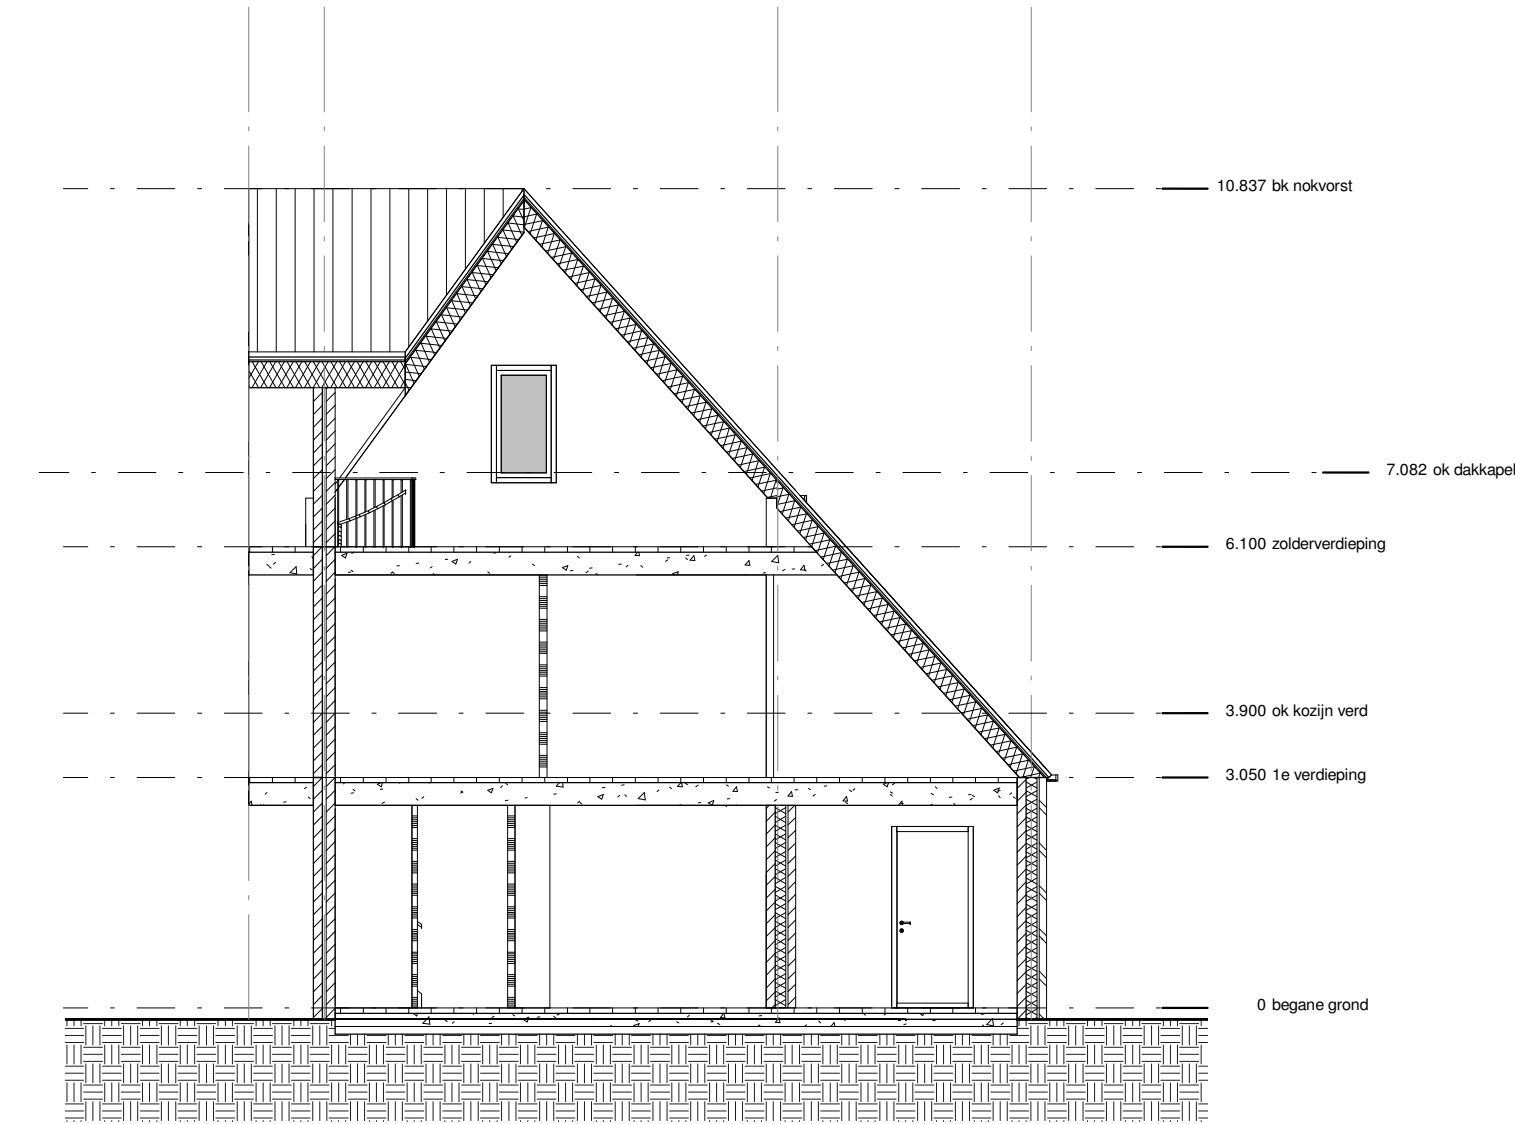 10.837 bk nokvorst
7.082 ok dakkapel
6.100 zolderverdieping
3.900 ok kozijn verd
3.050 1e verdieping
0 begane grond